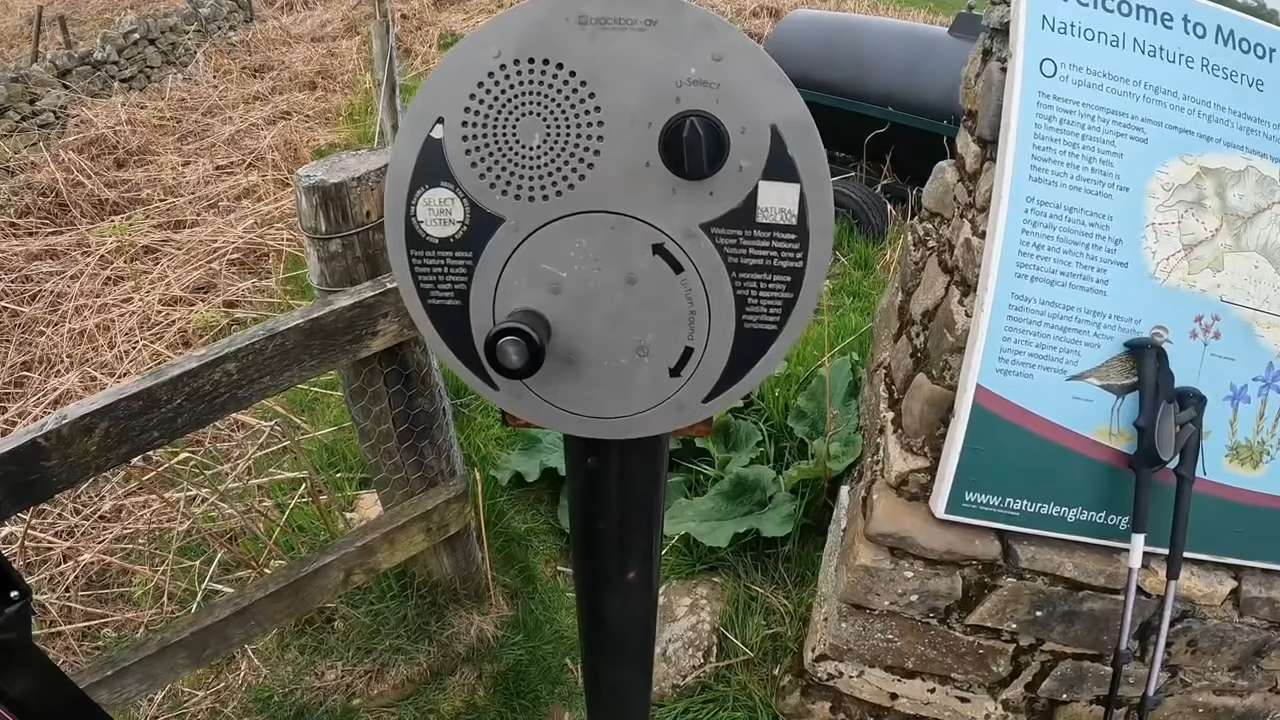 blackbox-av
U-Select
8
1
7
2
3
SELECT
TURN
LISTEN
Find out more about
the Nature Reserve,
there are 8 audio
tracks to choose
from, each with
different
information.
NATURAL
ENGLAND
Welcome to Moor House-
Upper Teesdale National
Nature Reserve, one of
the largest in England!
A wonderful place
to visit, to enjoy
and to appreciate
the special
wildlife and
magnificent
landscape.
U-Turn Round
Welcome to Moor
National Nature Reserve
On the backbone of England, around the headwaters of
of upland country forms one of England's largest
The Reserve encompasses an almost complete range of upland habitats
from lower lying hay meadows,
rough grazing and juniper wood
to limestone grassland,
blanket bogs and summit
heaths of the high fells.
Nowhere else in Britain is
there such a diversity of rare
habitats in one location.
Of special significance is
a flora and fauna, which
originally colonised the high
Pennines following the last
Ice Age and which has survived
here ever since. There are
spectacular waterfalls and
rare geological formations.
Today's landscape is largely a result of
traditional upland farming and heather
moorland management. Active
conservation includes work
on arctic alpine plants,
juniper woodland and
the diverse riverside
vegetation.
www.naturalengland.org